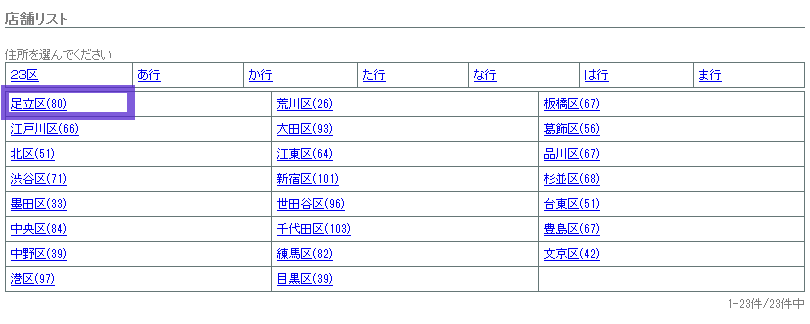 店舗リスト
住所を選んでください
23区 あ行 か行 た行 な行 は行 ま行
足立区(80) 荒川区(26) 板橋区(67)
江戸川区(66) 大田区(93) 葛飾区(56)
北区(51) 江東区(64) 品川区(67)
渋谷区(71) 新宿区(101) 杉並区(68)
墨田区(33) 世田谷区(96) 台東区(51)
中央区(84) 千代田区(103) 豊島区(67)
中野区(39) 練馬区(82) 文京区(42)
港区(97) 目黒区(39)
1-23件/23件中